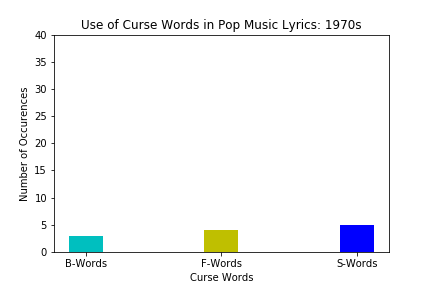 Use of Curse Words in Pop Music Lyrics: 1970s
40
35
30
25
20
15
10
5
0
Number of Occurences
B-Words F-Words S-Words
Curse Words